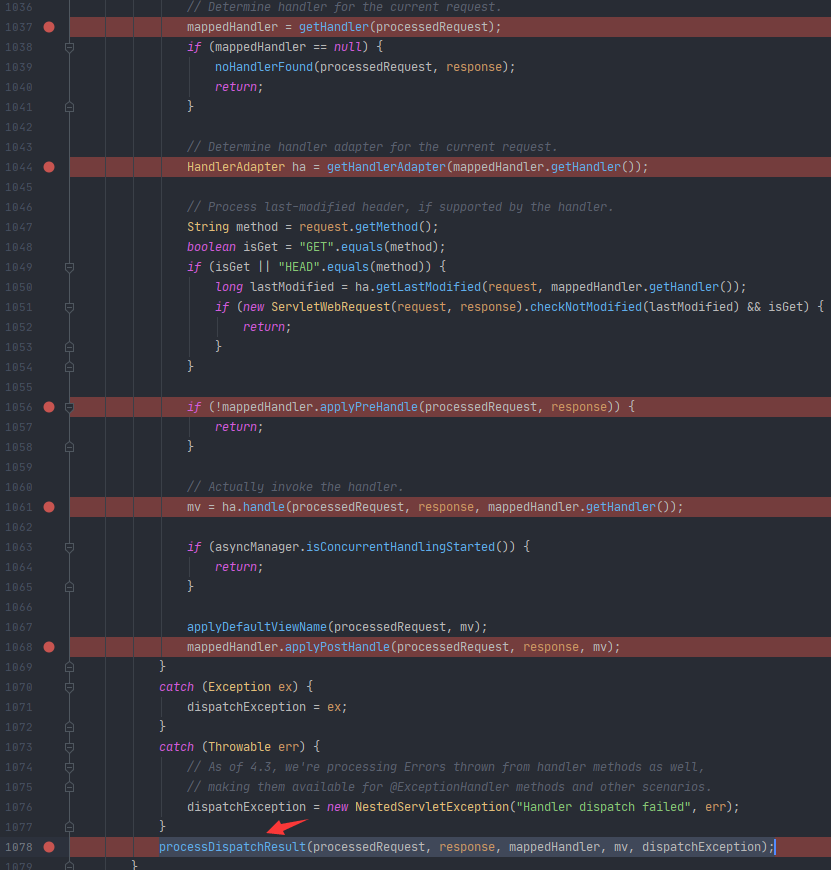 1036 // Determine handler for the current request.
1037 mappedHandler = getHandler(processedRequest);
1038 if (mappedHandler == null) {
1039 noHandlerFound(processedRequest, response);
1040 return;
1041 }
1042
1043 // Determine handler adapter for the current request.
1044 HandlerAdapter ha = getHandlerAdapter(mappedHandler.getHandler());
1045
1046 // Process last-modified header, if supported by the handler.
1047 String method = request.getMethod();
1048 boolean isGet = "GET".equals(method);
1049 if (isGet || "HEAD".equals(method)) {
1050 long lastModified = ha.getLastModified(request, mappedHandler.getHandler());
1051 if (new ServletWebRequest(request, response).checkNotModified(lastModified) && isGet) {
1052 return;
1053 }
1054 }
1055
1056 if (!mappedHandler.applyPreHandle(processedRequest, response)) {
1057 return;
1058 }
1059
1060 // Actually invoke the handler.
1061 mv = ha.handle(processedRequest, response, mappedHandler.getHandler());
1062
1063 if (asyncManager.isConcurrentHandlingStarted()) {
1064 return;
1065 }
1066
1067 applyDefaultViewName(processedRequest, mv);
1068 mappedHandler.applyPostHandle(processedRequest, response, mv);
1069 }
1070 catch (Exception ex) {
1071 dispatchException = ex;
1072 }
1073 catch (Throwable err) {
1074 // As of 4.3, we're processing Errors thrown from handler methods as well,
1075 // making them available for @ExceptionHandler methods and other scenarios.
1076 dispatchException = new NestedServletException("Handler dispatch failed", err);
1077 }
1078 processDispatchResult(processedRequest, response, mappedHandler, mv, dispatchException);
1079 }